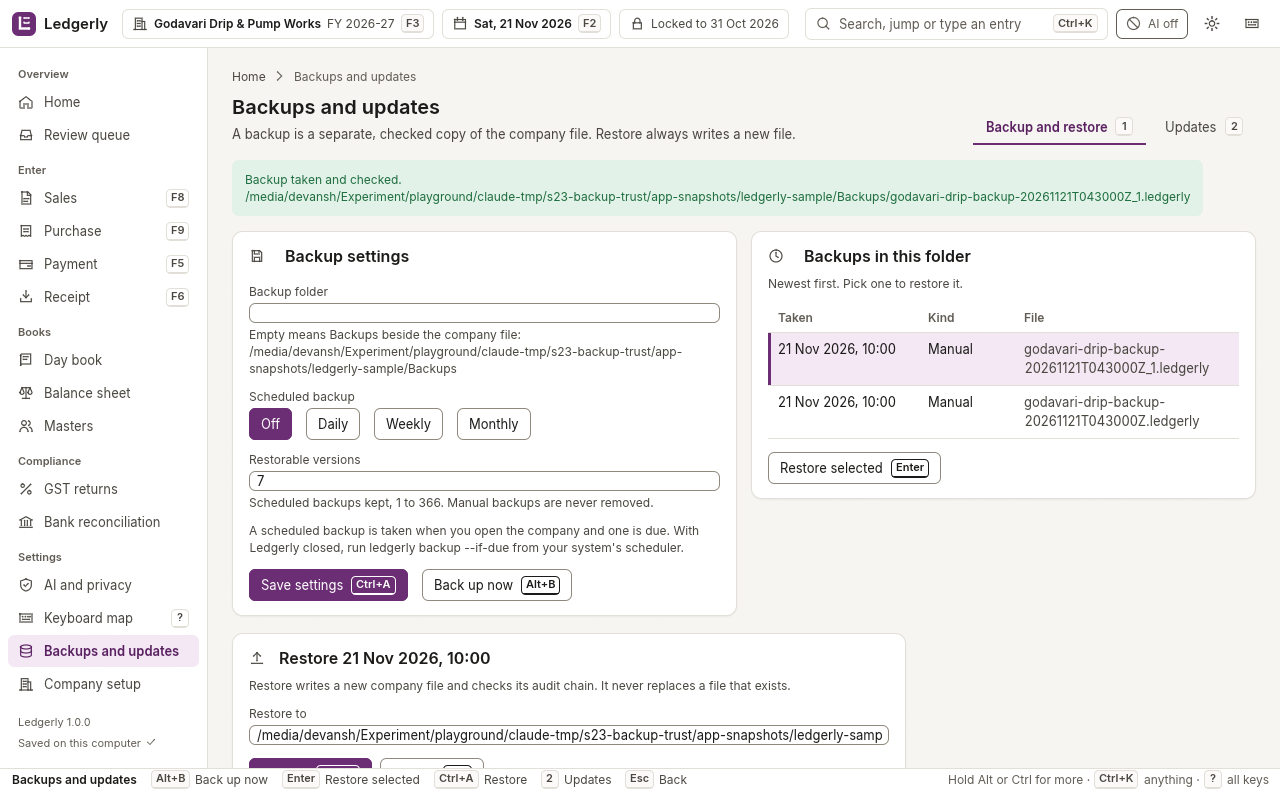 Ledgerly
Godavari Drip & Pump Works FY 2026-27 F3
Sat, 21 Nov 2026 F2
Locked to 31 Oct 2026
Search, jump or type an entry Ctrl+K
AI off
Overview
Home
Review queue
Enter
Sales F8
Purchase F9
Payment F5
Receipt F6
Books
Day book
Balance sheet
Masters
Compliance
GST returns
Bank reconciliation
Settings
AI and privacy
Keyboard map ?
Backups and updates
Company setup
Ledgerly 1.0.0
Saved on this computer
Home > Backups and updates
Backups and updates
A backup is a separate, checked copy of the company file. Restore always writes a new file.
Backup and restore 1
Updates 2
Backup taken and checked.
/media/devansh/Experiment/playground/claude-tmp/s23-backup-trust/app-snapshots/ledgerly-sample/Backups/godavari-drip-backup-20261121T043000Z_1.ledgerly
Backup settings
Backup folder
Empty means Backups beside the company file:
/media/devansh/Experiment/playground/claude-tmp/s23-backup-trust/app-
snapshots/ledgerly-sample/Backups
Scheduled backup
Off Daily Weekly Monthly
Restorable versions
7
Scheduled backups kept, 1 to 366. Manual backups are never removed.
A scheduled backup is taken when you open the company and one is due. With
Ledgerly closed, run ledgerly backup --if-due from your system's scheduler.
Save settings Ctrl+A
Back up now Alt+B
Backups in this folder
Newest first. Pick one to restore it.
Taken Kind File
21 Nov 2026, 10:00 Manual godavari-drip-backup-
20261121T043000Z_1.ledgerly
21 Nov 2026, 10:00 Manual godavari-drip-backup-
20261121T043000Z.ledgerly
Restore selected Enter
Restore 21 Nov 2026, 10:00
Restore writes a new company file and checks its audit chain. It never replaces a file that exists.
Restore to
/media/devansh/Experiment/playground/claude-tmp/s23-backup-trust/app-snapshots/ledgerly-samp
Backups and updates Alt+B Back up now Enter Restore selected Ctrl+A Restore 2 Updates Esc Back
Hold Alt or Ctrl for more · Ctrl+K anything · ? all keys